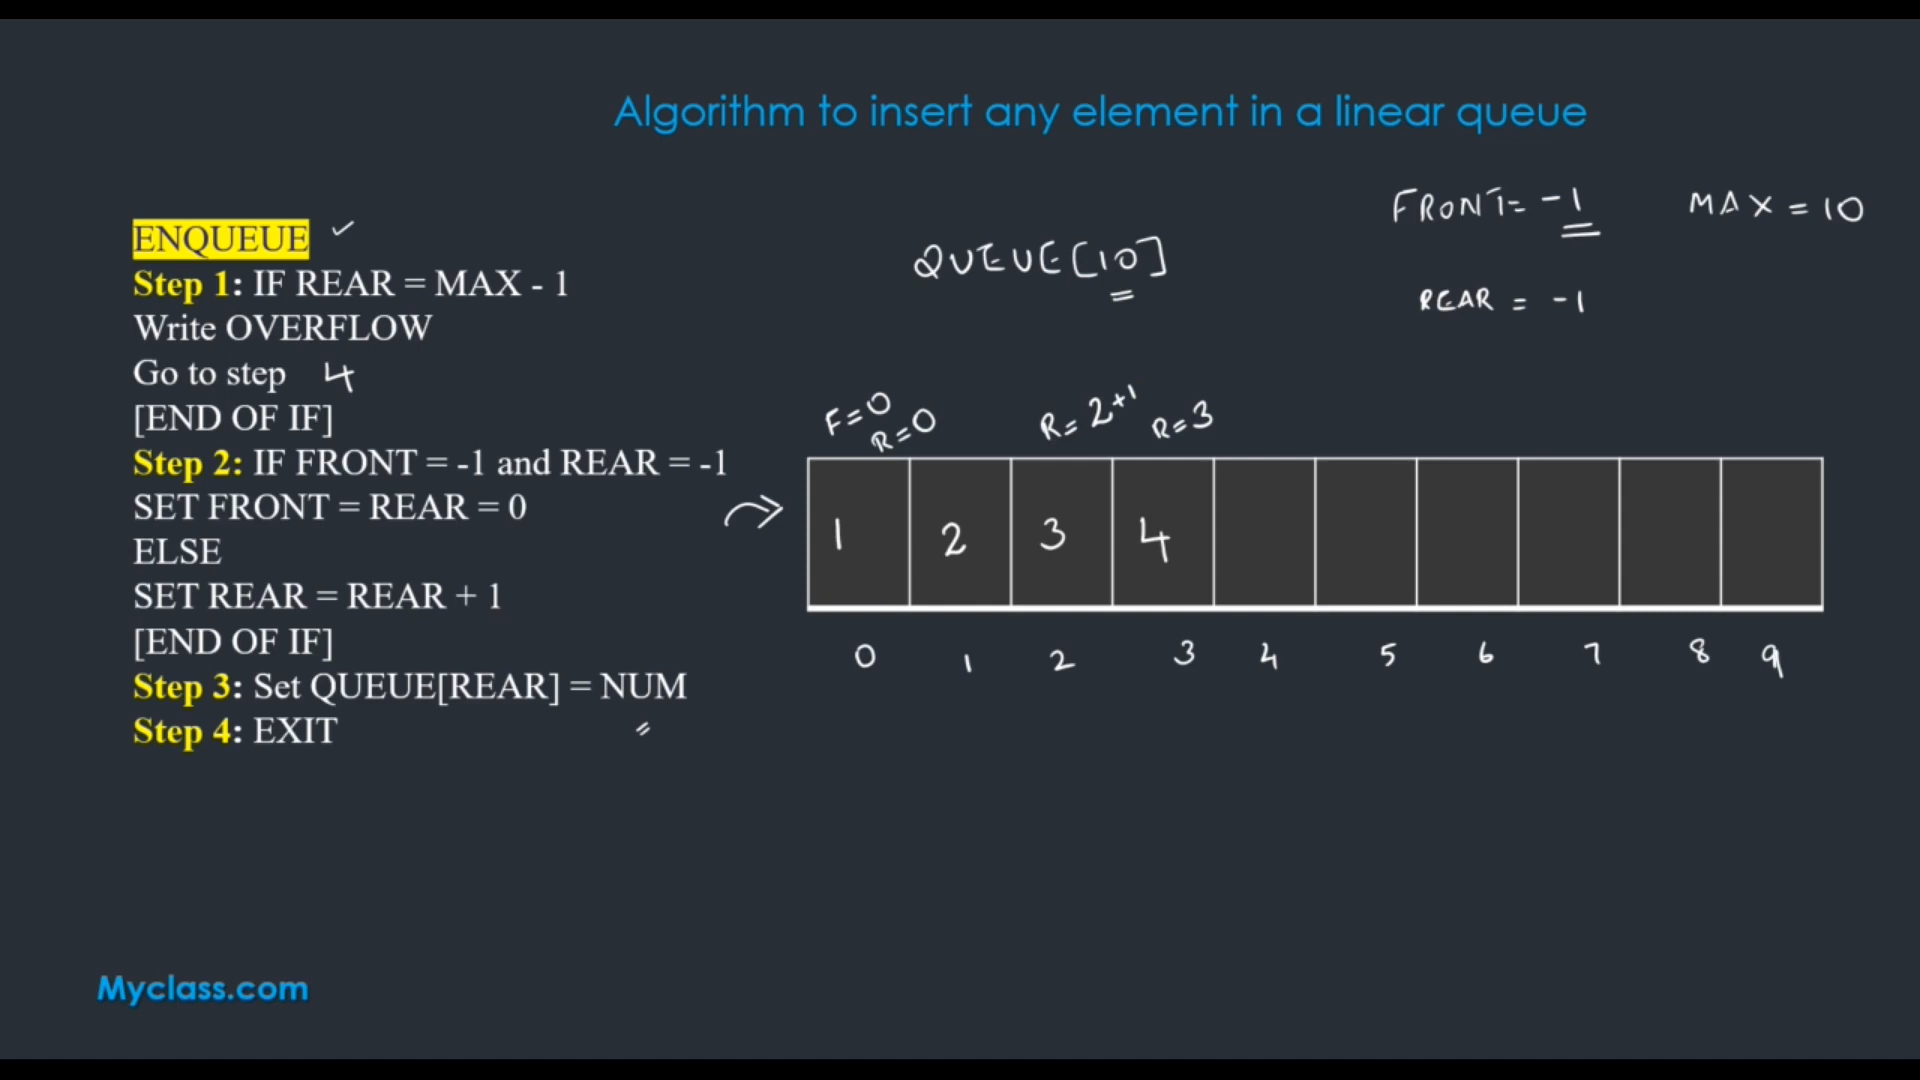 Algorithm to insert any element in a linear queue
ENQUEUE
Step 1: IF REAR = MAX - 1
Write OVERFLOW
Go to step 4
[END OF IF]
Step 2: IF FRONT = -1 and REAR = -1
SET FRONT = REAR = 0
ELSE
SET REAR = REAR + 1
[END OF IF]
Step 3: Set QUEUE[REAR] = NUM
Step 4: EXIT
QUEUE[10]
FRONT= -1
MAX = 10
REAR = -1
F=0
R=0
R= 2+1
R=3
1 2 3 4
0 1 2 3 4 5 6 7 8 9
Myclass.com